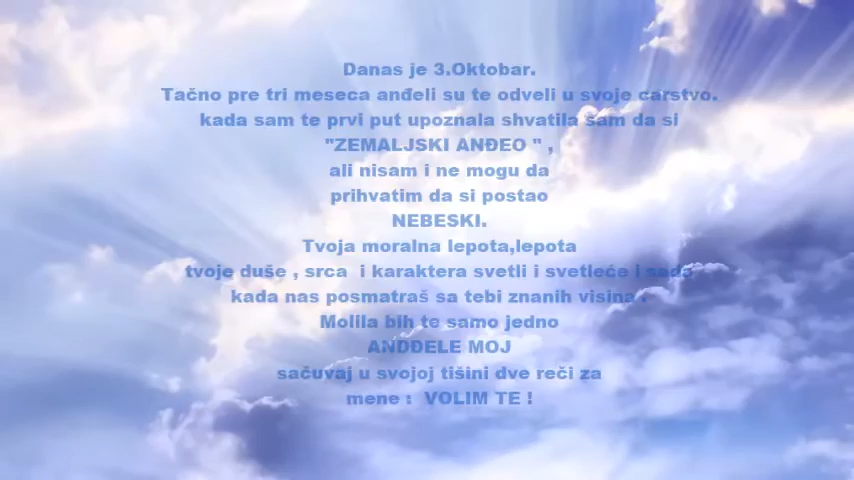 Danas je 3.Oktobar.
Tačno pre tri meseca anđeli su te odveli u svoje carstvo.
kada sam te prvi put upoznala shvatila sam da si
"ZEMALJSKI ANĐEO " ,
ali nisam i ne mogu da
prihvatim da si postao
NEBESKI.
Tvoja moralna lepota,lepota
tvoje duše , srca i karaktera svetli i svetleće i sada
kada nas posmatraš sa tebi znanih visina .
Molila bih te samo jedno
ANĐĐELE MOJ
sačuvaj u svojoj tišini dve reči za
mene : VOLIM TE !